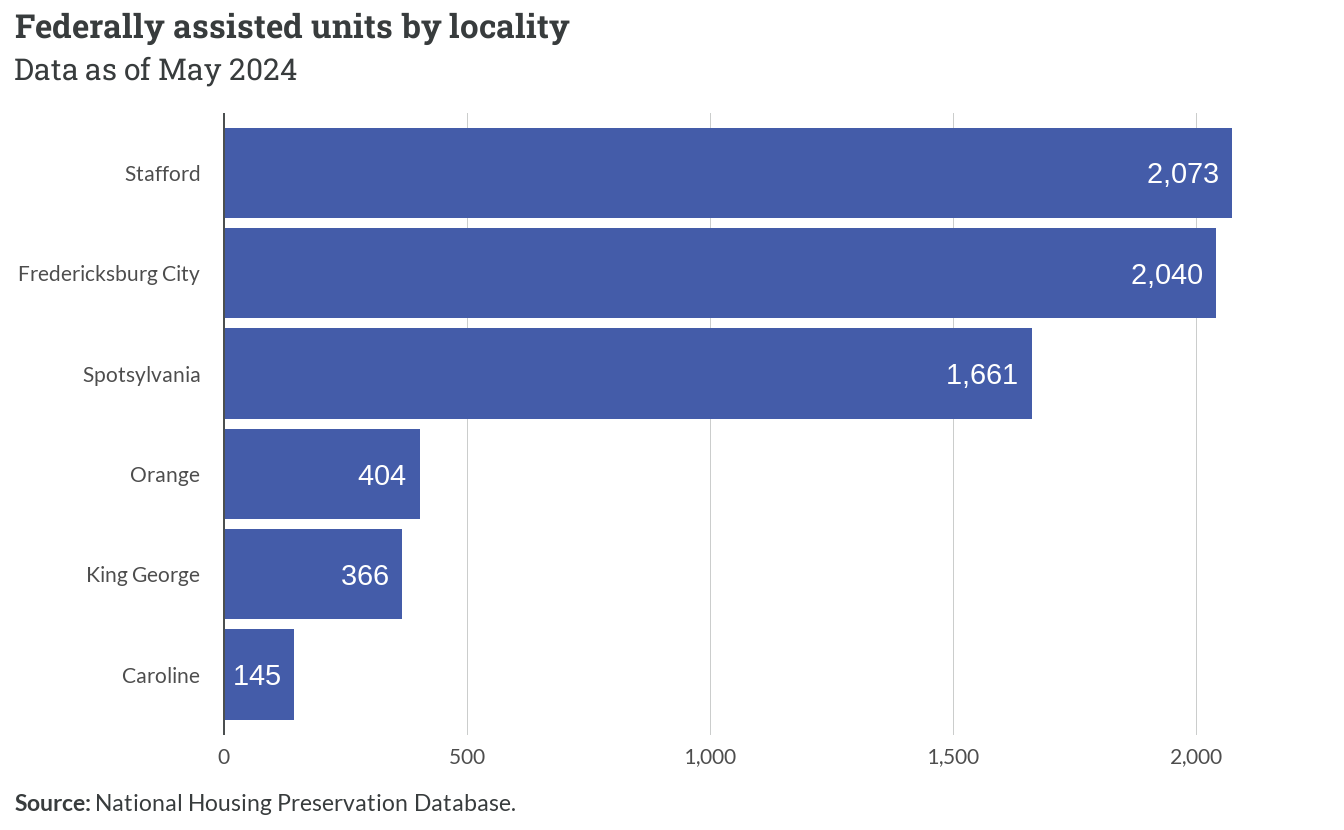 Federally assisted units by locality
Data as of May 2024
Stafford 2,073
Fredericksburg City 2,040
Spotsylvania 1,661
Orange 404
King George 366
Caroline 145
0 500 1,000 1,500 2,000
Source: National Housing Preservation Database.